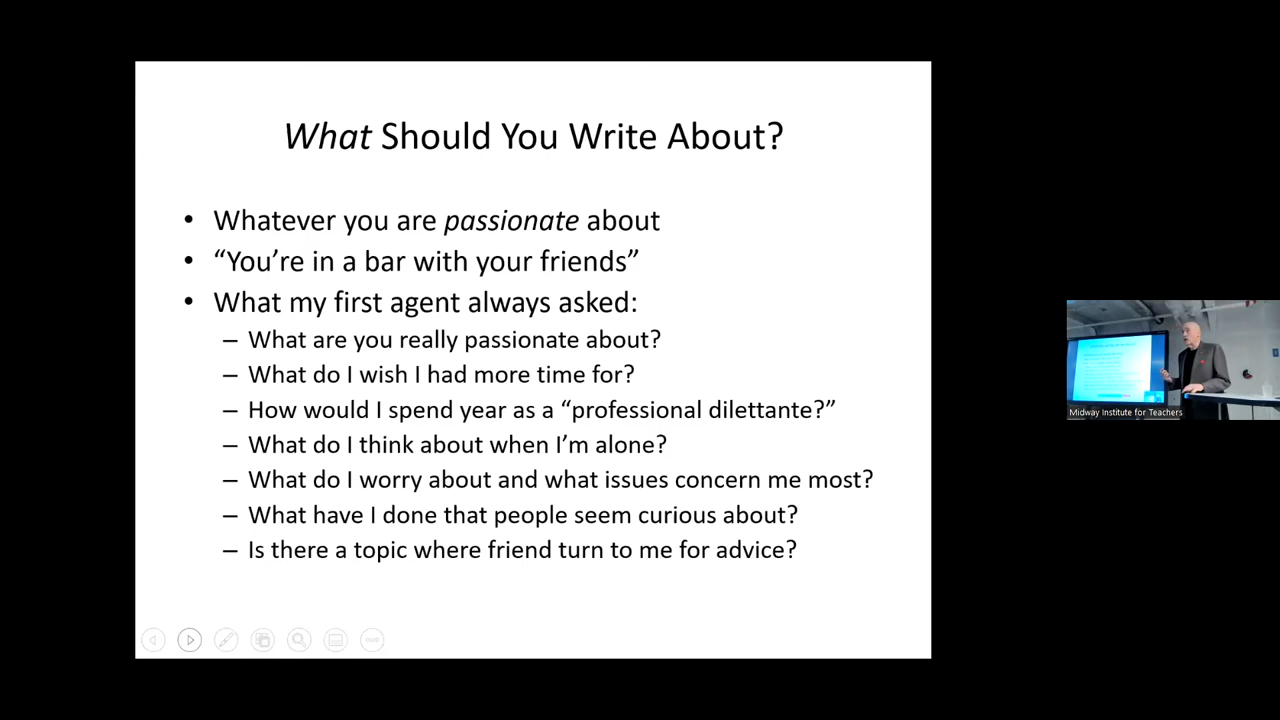 What Should You Write About?
• Whatever you are passionate about
• “You’re in a bar with your friends”
• What my first agent always asked:
– What are you really passionate about?
– What do I wish I had more time for?
– How would I spend year as a “professional dilettante?”
– What do I think about when I’m alone?
– What do I worry about and what issues concern me most?
– What have I done that people seem curious about?
– Is there a topic where friend turn to me for advice?
Midway Institute for Teachers